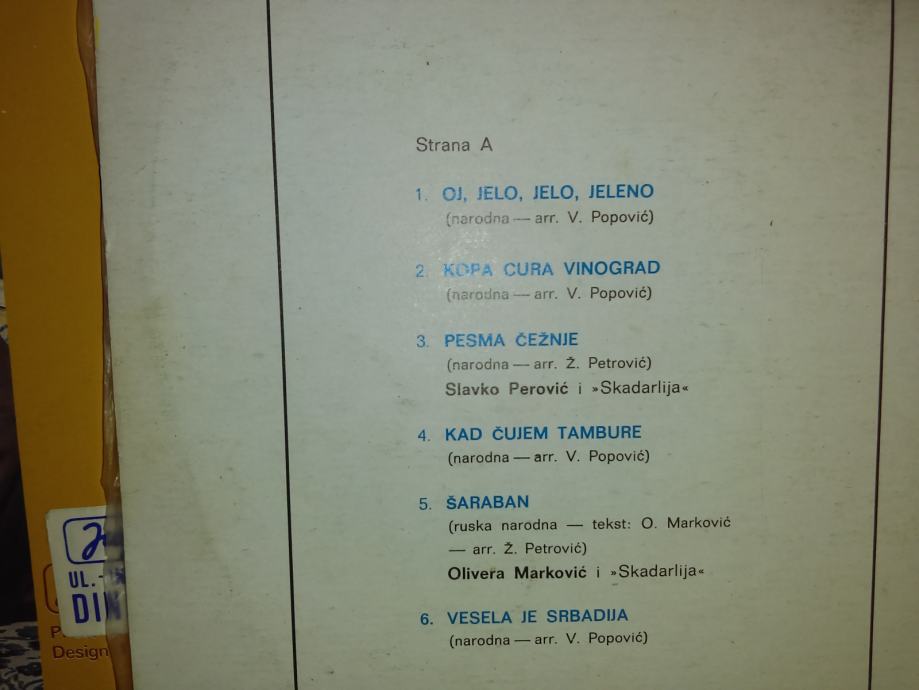 Strana A
1. OJ, JELO, JELO, JELENO
(narodna — arr. V. Popović)
2. KOPA CURA VINOGRAD
(narodna — arr. V. Popović)
3. PESMA ČEŽNJE
(narodna — arr. Ž. Petrović)
Slavko Perović i »Skadarlija«
4. KAD ČUJEM TAMBURE
(narodna — arr. V. Popović)
5. ŠARABAN
(ruska narodna — tekst: O. Marković
— arr. Ž. Petrović)
Olivera Marković i »Skadarlija«
6. VESELA JE SRBADIJA
(narodna — arr. V. Popović)
UL.-
DIN
Design